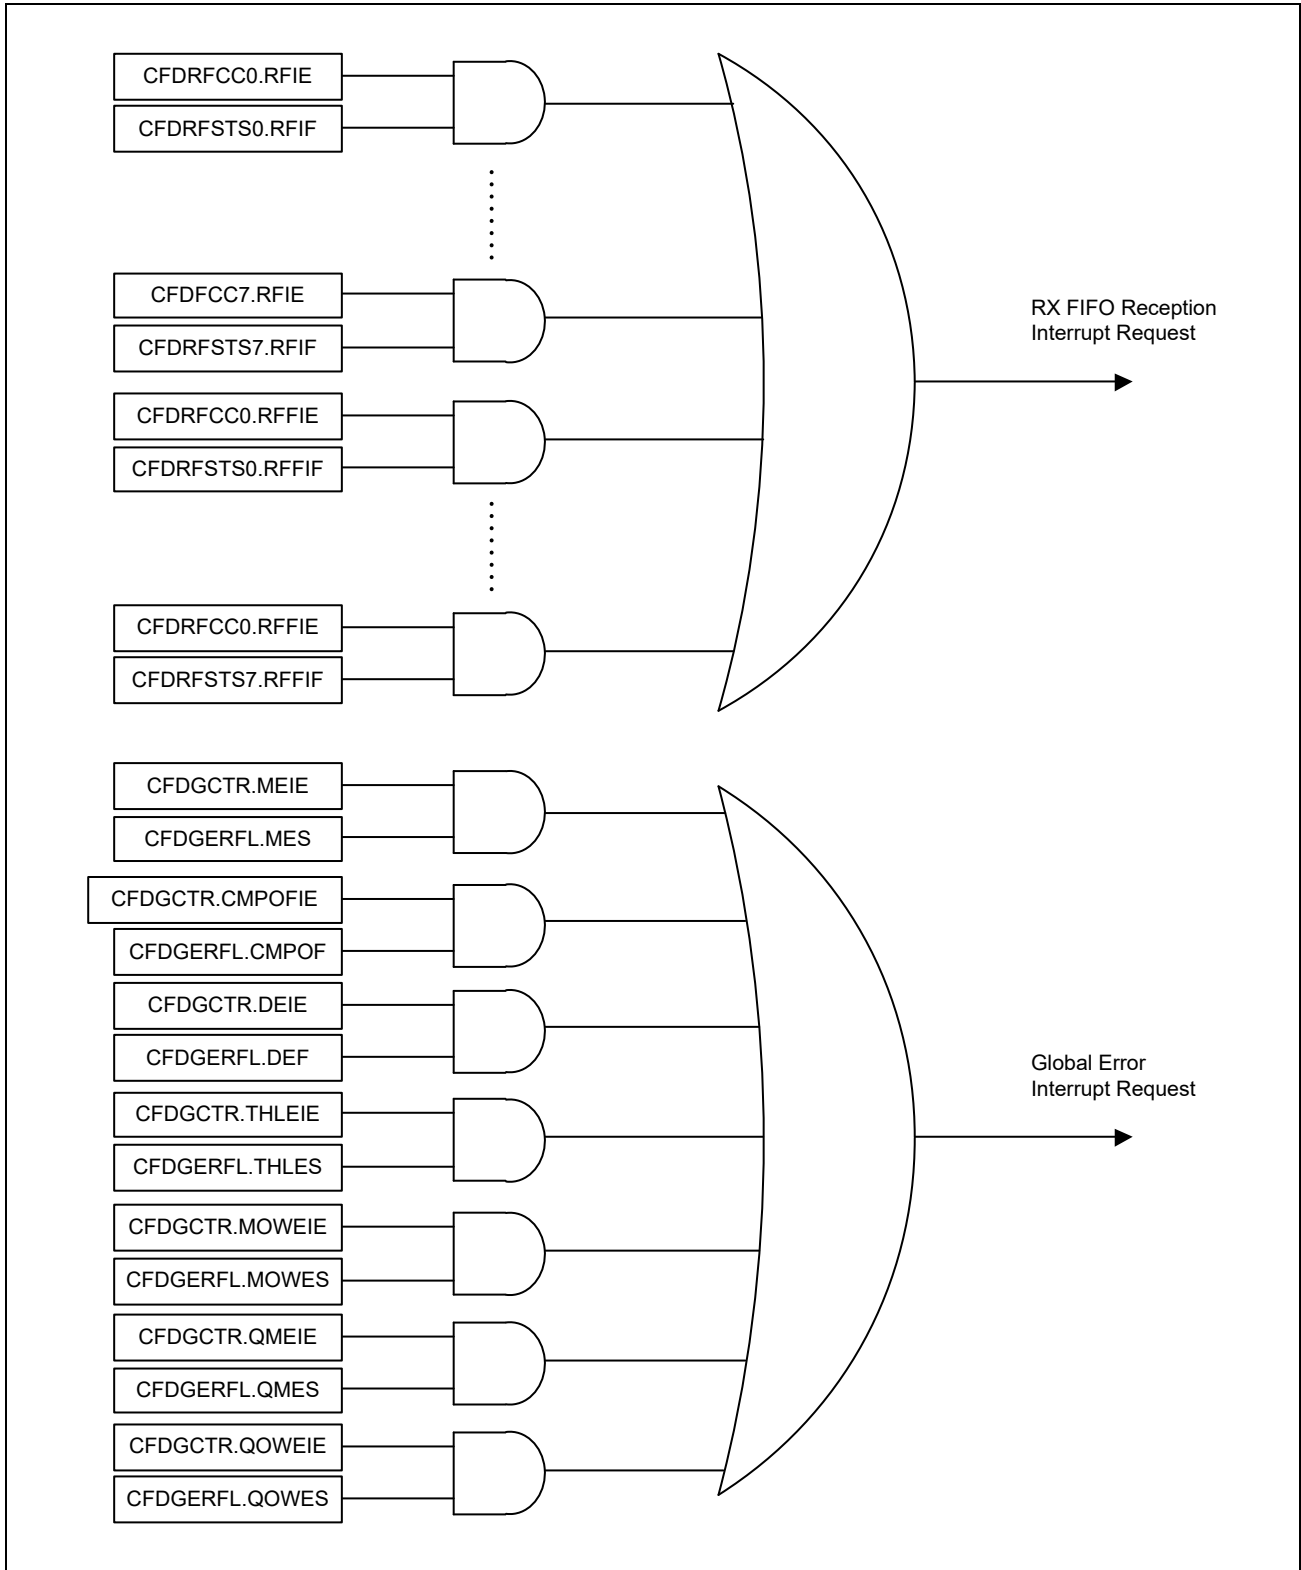 CFDRFCC0.RFIE
CFDRFSTS0.RFIF
CFDFCC7.RFIE
CFDRFSTS7.RFIF
CFDRFCC0.RFFIE
CFDRFSTS0.RFFIF
CFDRFCC0.RFFIE
CFDRFSTS7.RFFIF
RX FIFO Reception
Interrupt Request
CFDGCTR.MEIE
CFDGERFL.MES
CFDGCTR.CMPOFIE
CFDGERFL.CMPOF
CFDGCTR.DEIE
CFDGERFL.DEF
CFDGCTR.THLEIE
CFDGERFL.THLES
CFDGCTR.MOWEIE
CFDGERFL.MOWES
CFDGCTR.QMEIE
CFDGERFL.QMES
CFDGCTR.QOWEIE
CFDGERFL.QOWES
Global Error
Interrupt Request